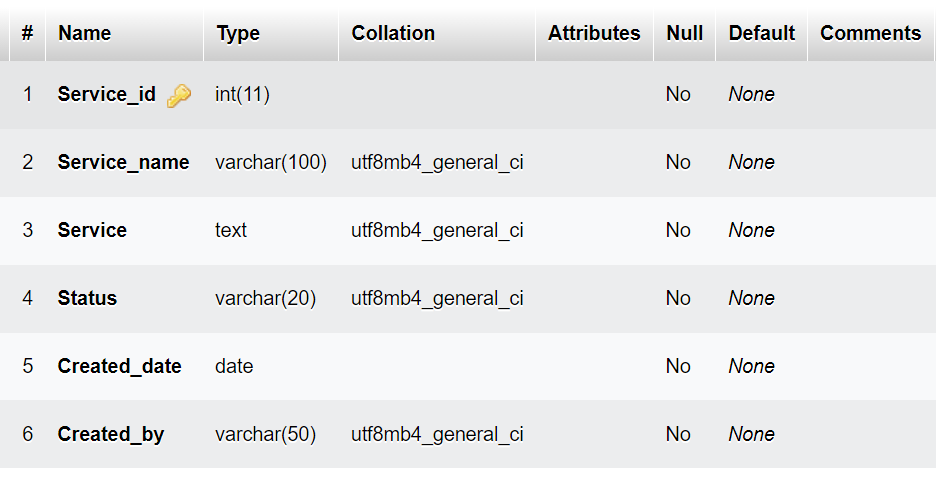 # Name Type Collation Attributes Null Default Comments
1 Service_id int(11) No None
2 Service_name varchar(100) utf8mb4_general_ci No None
3 Service text utf8mb4_general_ci No None
4 Status varchar(20) utf8mb4_general_ci No None
5 Created_date date No None
6 Created_by varchar(50) utf8mb4_general_ci No None